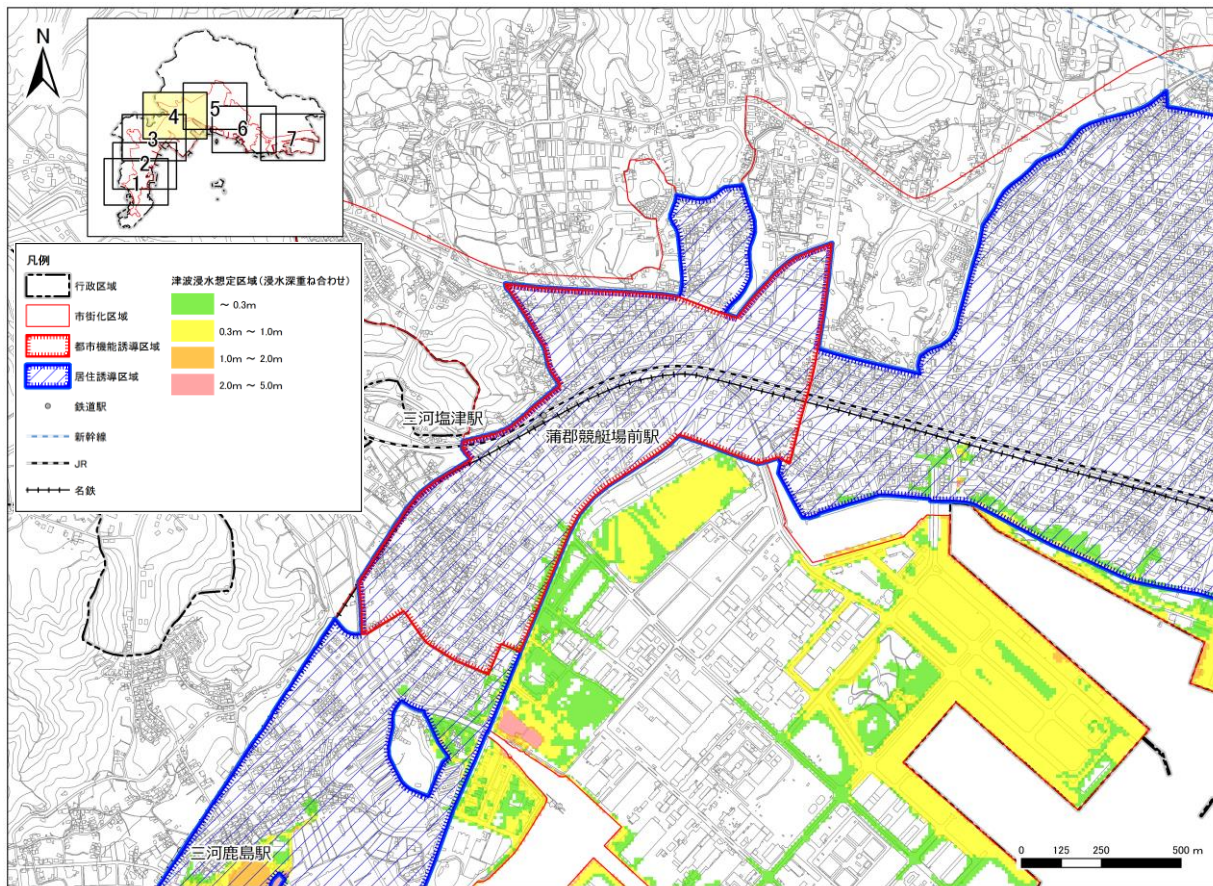 N
5
4
6
7
3
2
1
凡例
行政区域
市街化区域
都市機能誘導区域
居住誘導区域
鉄道駅
新幹線
JR
名鉄
津波浸水想定区域(浸水深重ね合わせ)
～ 0.3m
0.3m ～ 1.0m
1.0m ～ 2.0m
2.0m ～ 5.0m
三河塩津駅
蒲郡競艇場前駅
三河鹿島駅
0 125 250 500 m